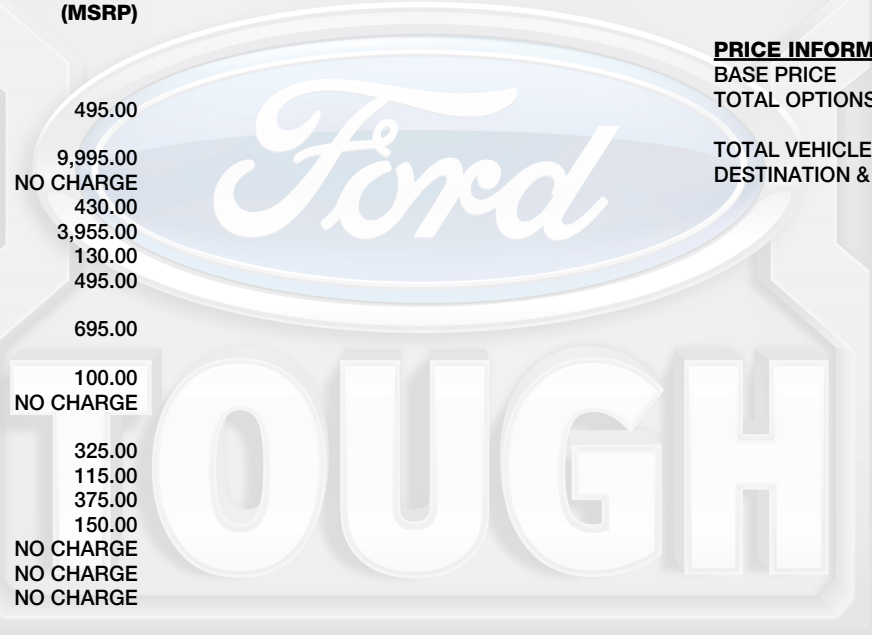 (MSRP)
495.00
9,995.00
NO CHARGE
430.00
3,955.00
130.00
495.00
695.00
100.00
NO CHARGE
325.00
115.00
375.00
150.00
NO CHARGE
NO CHARGE
NO CHARGE
PRICE INFORM
BASE PRICE
TOTAL OPTIONS
TOTAL VEHICLE
DESTINATION &
Ford
TOUGH